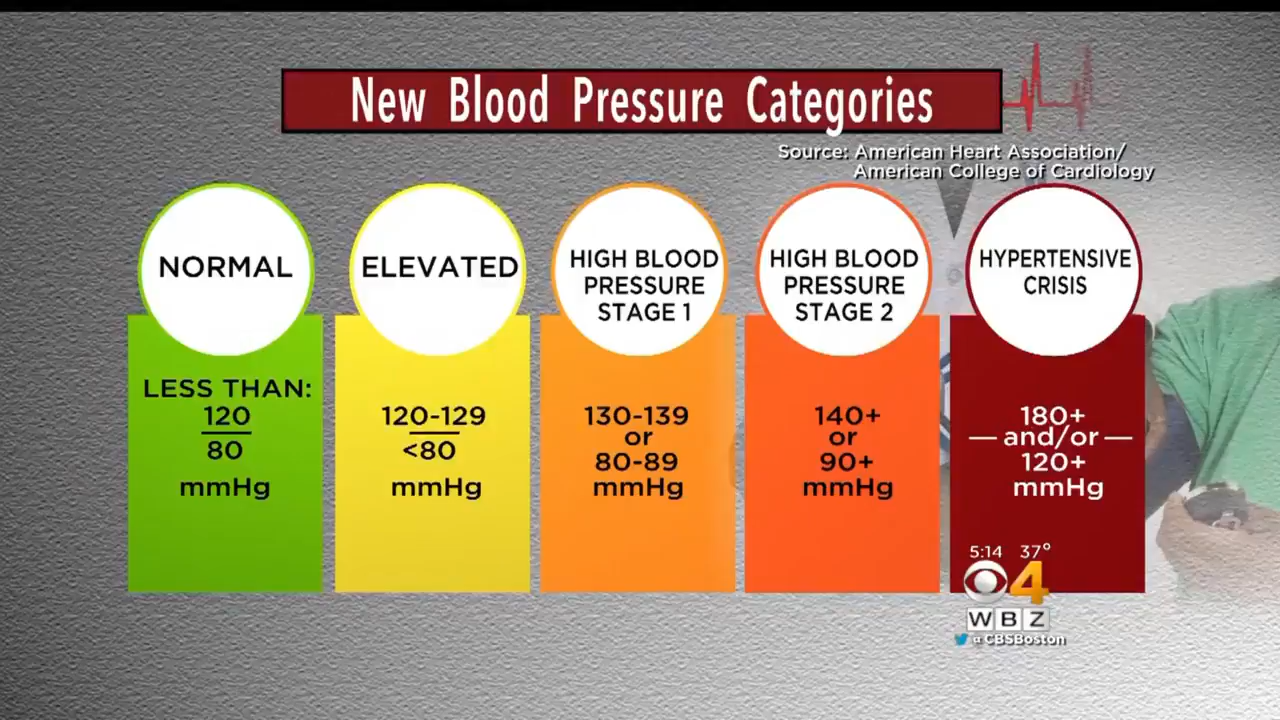 New Blood Pressure Categories
Source: American Heart Association/
American College of Cardiology
NORMAL
LESS THAN:
120
80
mmHg
ELEVATED
120-129
<80
mmHg
HIGH BLOOD
PRESSURE
STAGE 1
130-139
or
80-89
mmHg
HIGH BLOOD
PRESSURE
STAGE 2
140+
or
90+
mmHg
HYPERTENSIVE
CRISIS
180+
— and/or —
120+
mmHg
5:14 37°
4
WBZ
@CBSBoston